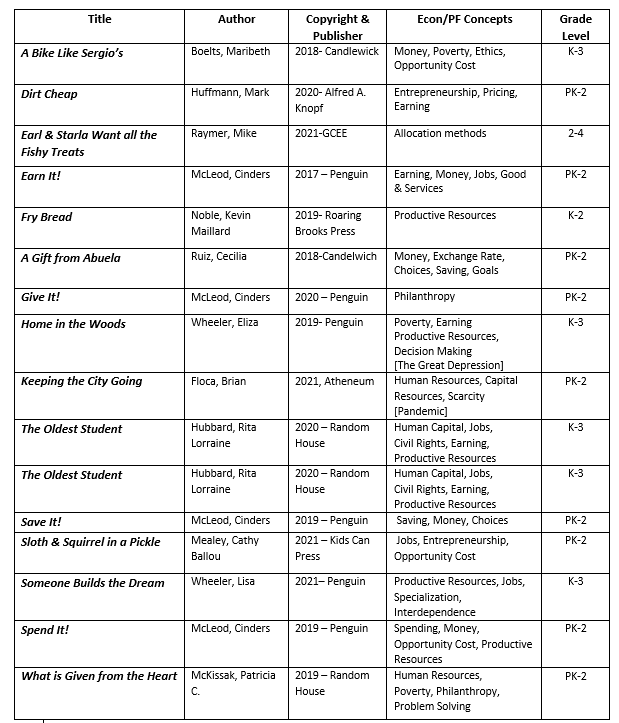 Title Author Copyright & Publisher Econ/PF Concepts Grade Level
A Bike Like Sergio's Boelts, Maribeth 2018- Candlewick Money, Poverty, Ethics, K-3
Opportunity Cost
Dirt Cheap Huffmann, Mark 2020- Alfred A. Entrepreneurship, Pricing, PK-2
Knopf Earning
Earl & Starla Want all the Raymer, Mike 2021-GCEE Allocation methods 2-4
Fishy Treats
Earn It! McLeod, Cinders 2017 – Penguin Earning, Money, Jobs, Good PK-2
& Services
Fry Bread Noble, Kevin 2019- Roaring Productive Resources K-2
Maillard Brooks Press
A Gift from Abuela Ruiz, Cecilia 2018-Candelwich Money, Exchange Rate, PK-2
Choices, Saving, Goals
Give It! McLeod, Cinders 2020 – Penguin Philanthropy PK-2
Home in the Woods Wheeler, Eliza 2019- Penguin Poverty, Earning K-3
Productive Resources,
Decision Making
[The Great Depression]
Keeping the City Going Floca, Brian 2021, Atheneum Human Resources, Capital PK-2
Resources, Scarcity
[Pandemic]
The Oldest Student Hubbard, Rita 2020 – Random Human Capital, Jobs, K-3
Lorraine House Civil Rights, Earning,
Productive Resources
The Oldest Student Hubbard, Rita 2020 – Random Human Capital, Jobs, K-3
Lorraine House Civil Rights, Earning,
Productive Resources
Save It! McLeod, Cinders 2019 – Penguin Saving, Money, Choices PK-2
Sloth & Squirrel in a Pickle Mealey, Cathy 2021 – Kids Can Jobs, Entrepreneurship, PK-2
Ballou Press Opportunity Cost
Someone Builds the Dream Wheeler, Lisa 2021– Penguin Productive Resources, Jobs, K-3
Specialization,
Interdependence
Spend It! McLeod, Cinders 2019 – Penguin Spending, Money, PK-2
Opportunity Cost, Productive
Resources
What is Given from the Heart McKissak, Patricia 2019 – Random Human Resources, PK-2
C. House Poverty, Philanthropy,
Problem Solving